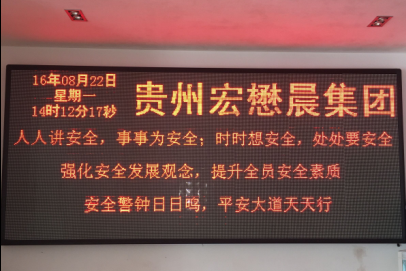 16年08月22日
星期一
14时12分17秒
贵州宏懋晨集团
人人讲安全，事事为安全；时时想安全，处处要安全
强化安全发展观念，提升全员安全素质
安全警钟日日鸣，平安大道天天行